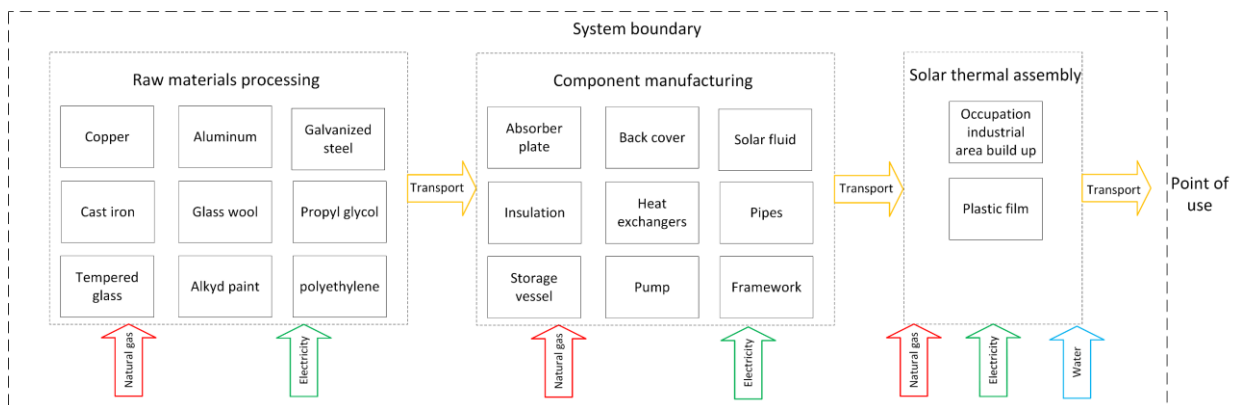 System boundary
Raw materials processing
Copper
Aluminum
Galvanized
steel
Cast iron
Glass wool
Propyl glycol
Tempered
glass
Alkyd paint
polyethylene
Natural gas
Electricity
Transport
Component manufacturing
Absorber
plate
Back cover
Solar fluid
Insulation
Heat
exchangers
Pipes
Storage
vessel
Pump
Framework
Natural gas
Electricity
Transport
Solar thermal assembly
Occupation
industrial
area build up
Plastic film
Natural gas
Electricity
Water
Transport
Point of
use